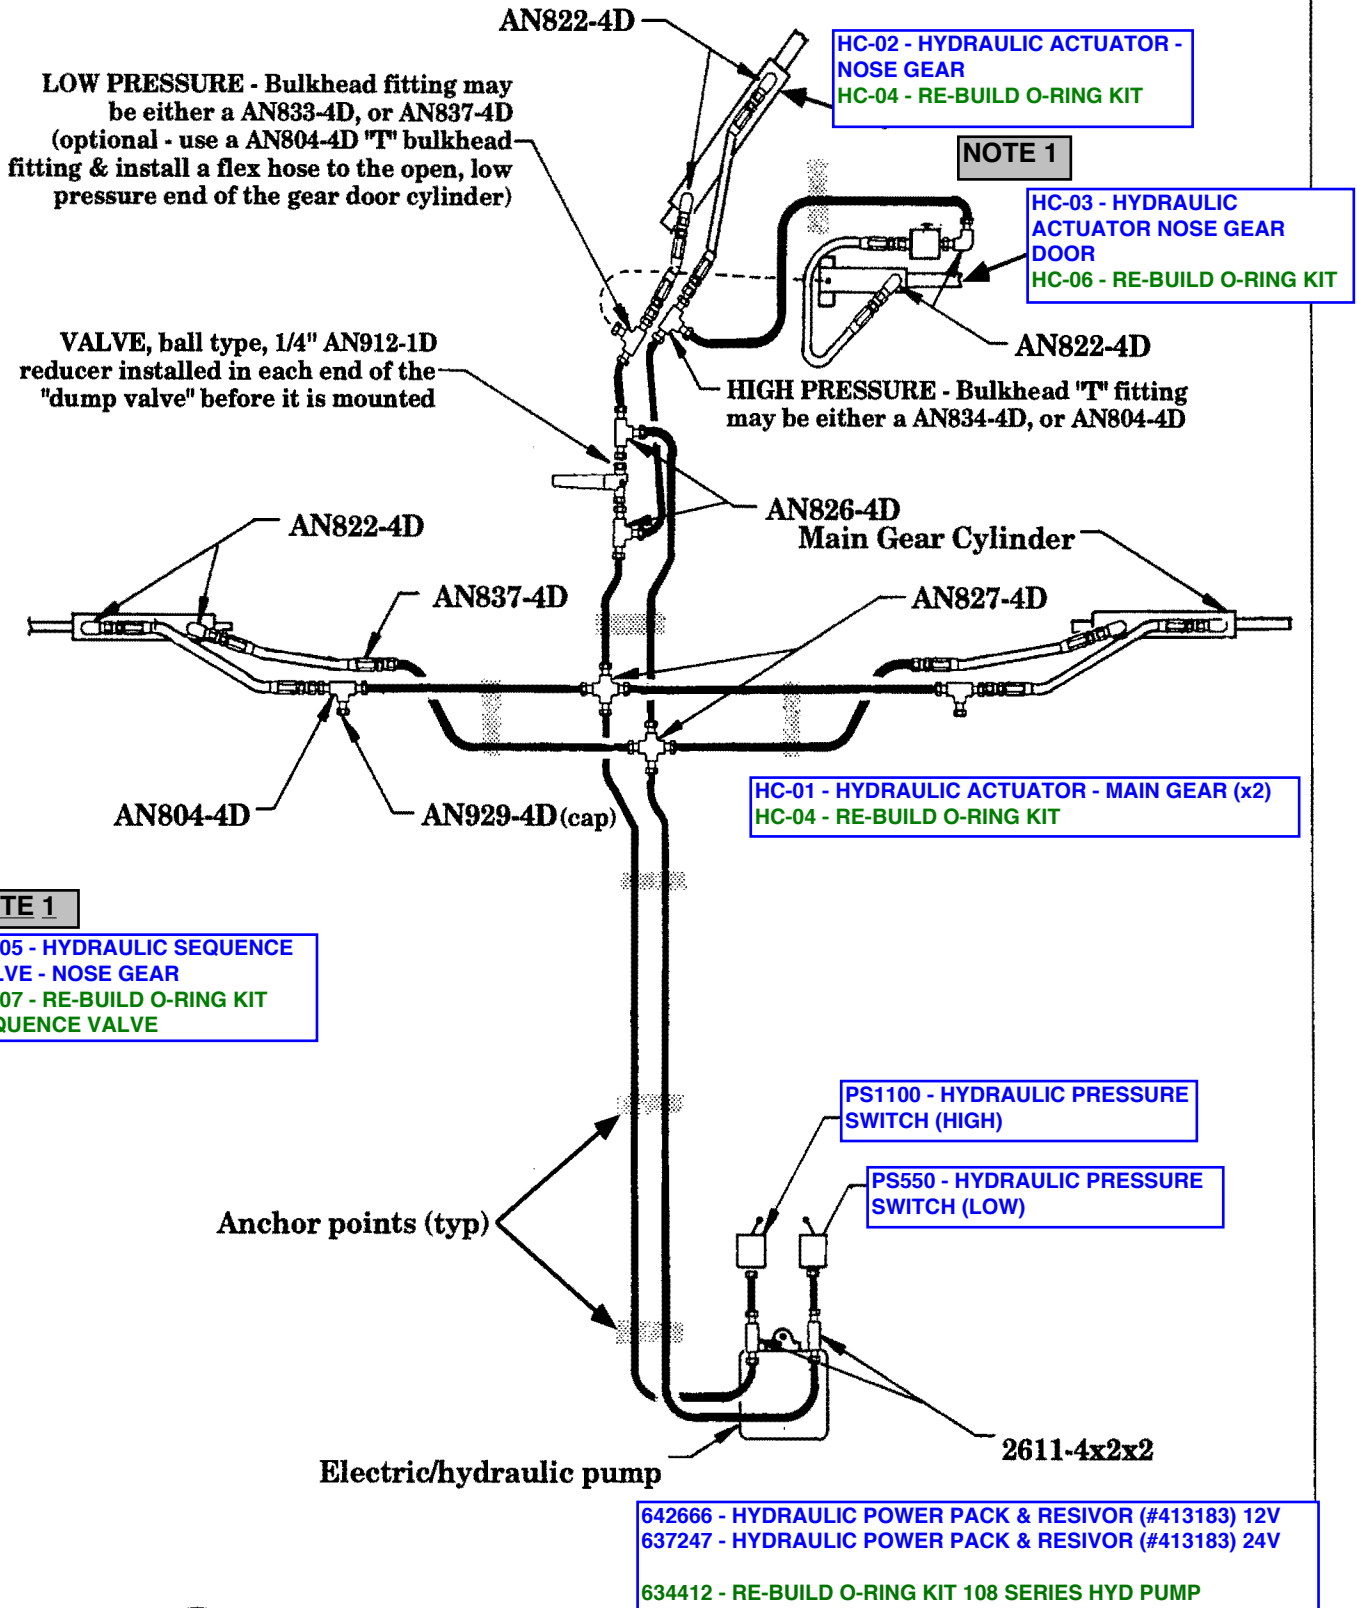 AN822-4D
HC-02 - HYDRAULIC ACTUATOR -
NOSE GEAR
HC-04 - RE-BUILD O-RING KIT
LOW PRESSURE - Bulkhead fitting may
be either a AN833-4D, or AN837-4D
(optional - use a AN804-4D "T" bulkhead
fitting & install a flex hose to the open, low
pressure end of the gear door cylinder)
NOTE 1
HC-03 - HYDRAULIC
ACTUATOR NOSE GEAR
DOOR
HC-06 - RE-BUILD O-RING KIT
VALVE, ball type, 1/4" AN912-1D
reducer installed in each end of the
"dump valve" before it is mounted
AN822-4D
HIGH PRESSURE - Bulkhead "T" fitting
may be either a AN834-4D, or AN804-4D
AN822-4D
AN826-4D
Main Gear Cylinder
AN837-4D
AN827-4D
AN804-4D
AN929-4D (cap)
HC-01 - HYDRAULIC ACTUATOR - MAIN GEAR (x2)
HC-04 - RE-BUILD O-RING KIT
TE 1
05 - HYDRAULIC SEQUENCE
LVE - NOSE GEAR
07 - RE-BUILD O-RING KIT
QUENCE VALVE
PS1100 - HYDRAULIC PRESSURE
SWITCH (HIGH)
PS550 - HYDRAULIC PRESSURE
SWITCH (LOW)
Anchor points (typ)
2611-4x2x2
Electric/hydraulic pump
642666 - HYDRAULIC POWER PACK & RESIVOR (#413183) 12V
637247 - HYDRAULIC POWER PACK & RESIVOR (#413183) 24V
634412 - RE-BUILD O-RING KIT 108 SERIES HYD PUMP